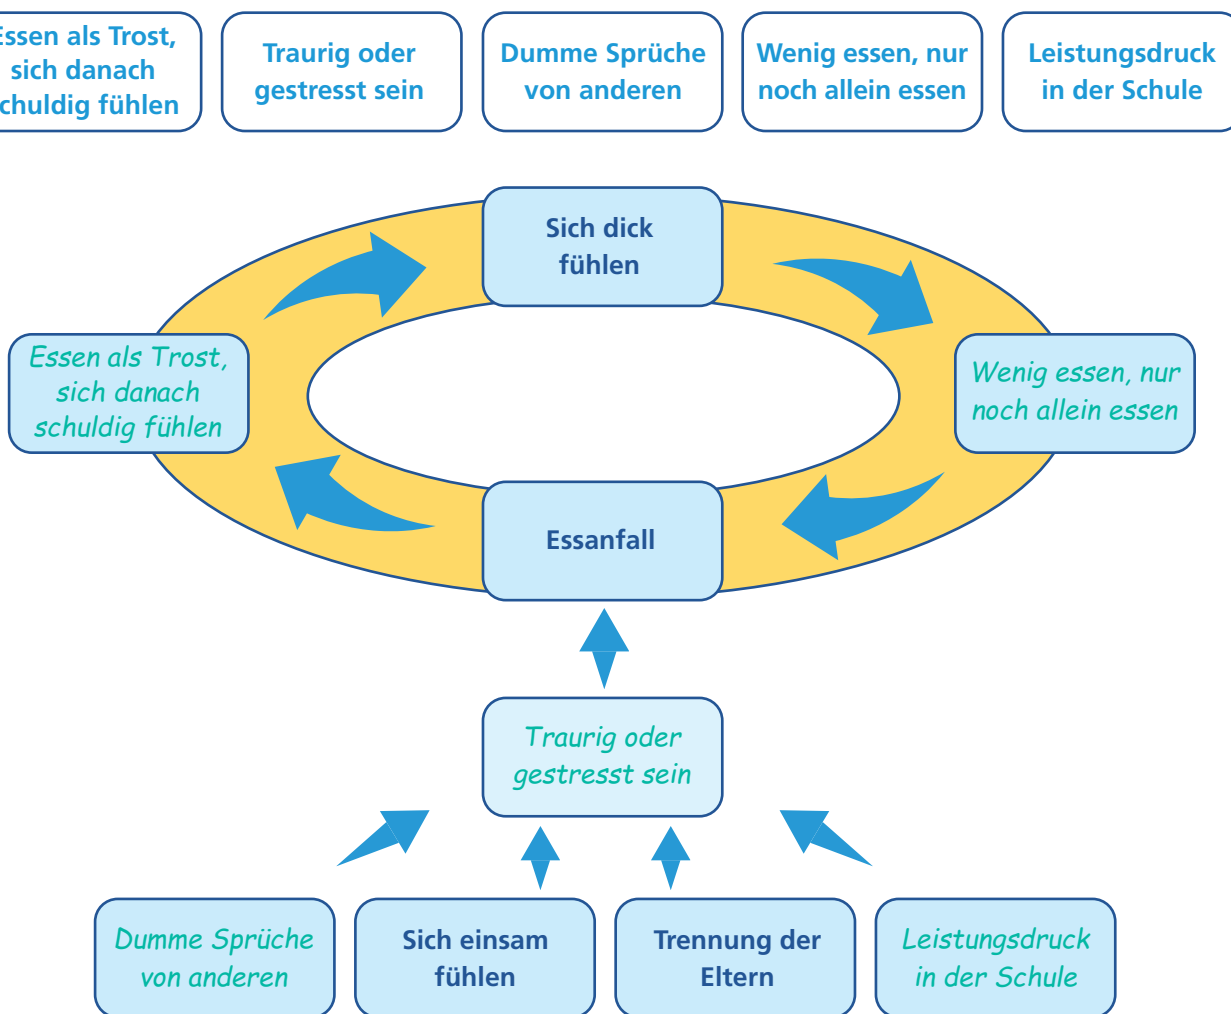 Essen als Trost,
sich danach
schuldig fühlen
Traurig oder
gestresst sein
Dumme Sprüche
von anderen
Wenig essen, nur
noch allein essen
Leistungsdruck
in der Schule
Sich dick
fühlen
Essen als Trost,
sich danach
schuldig fühlen
Wenig essen, nur
noch allein essen
Essanfall
Traurig oder
gestresst sein
Dumme Sprüche
von anderen
Sich einsam
fühlen
Trennung der
Eltern
Leistungsdruck
in der Schule